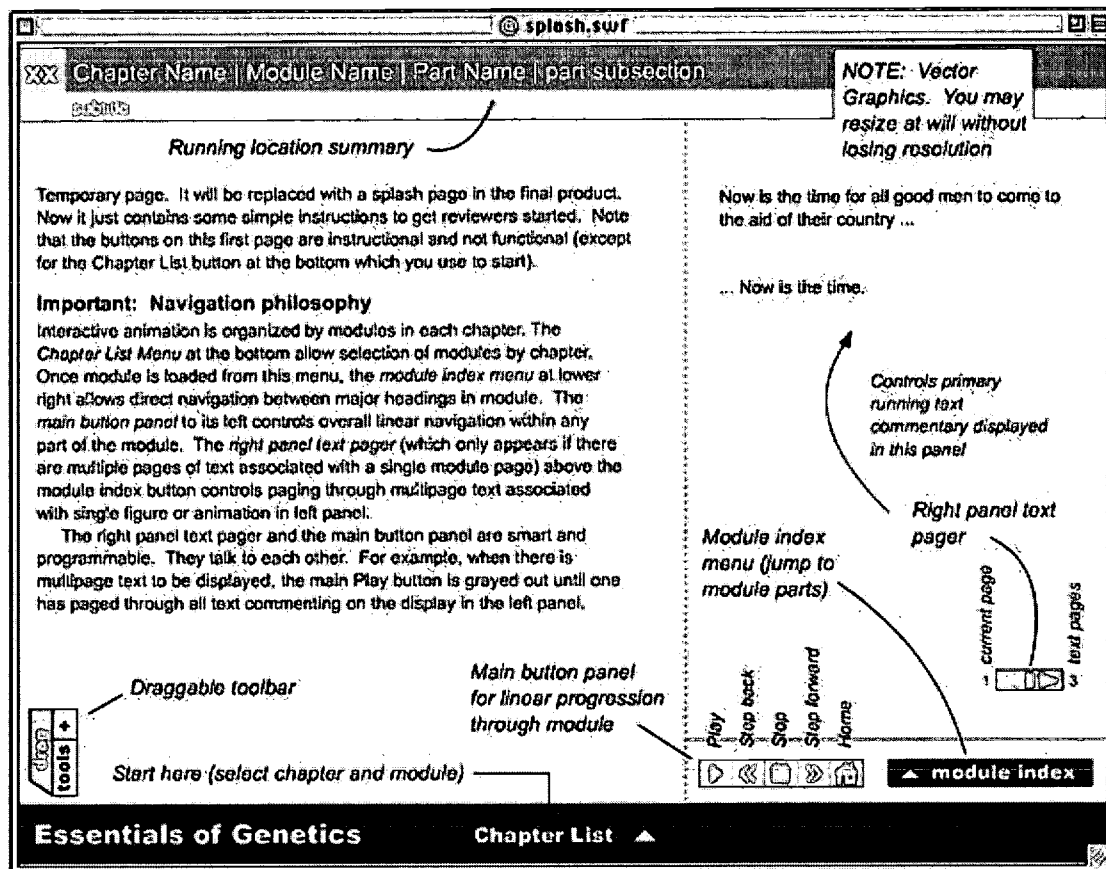 splash.swf
xx Chapter Name | Module Name | Part Name | part subsection
subtitle
NOTE: Vector
Graphics. You may
resize at will without
losing resolution
Running location summary
Temporary page. It will be replaced with a splash page in the final product.
Now it just contains some simple instructions to get reviewers started. Note
that the buttons on this first page are instructional and not functional (except
for the Chapter List button at the bottom which you use to start).
Important: Navigation philosophy
Interactive animation is organized by modules in each chapter. The
Chapter List Menu at the bottom allow selection of modules by chapter.
Once module is loaded from this menu, the module index menu at lower
right allows direct navigation between major headings in module. The
main button panel to its left controls overall linear navigation within any
part of the module. The right panel text pager (which only appears if there
are multiple pages of text associated with a single module page) above the
module index button controls paging through multipage text associated
with single figure or animation in left panel.
The right panel text pager and the main button panel are smart and
programmable. They talk to each other. For example, when there is
multipage text to be displayed, the main Play button is grayed out until one
has paged through all text commenting on the display in the left panel.
Now is the time for all good men to come to
the aid of their country ...
... Now is the time.
Controls primary
running text
commentary displayed
in this panel
Right panel text
pager
Module index
menu (jump to
module parts)
current page
text pages
1 3
Draggable toolbar
Main button panel
for linear progression
through module
Play
Step back
Stop
Step forward
Home
drag
tools +
Start here (select chapter and module)
module index
Essentials of Genetics
Chapter List